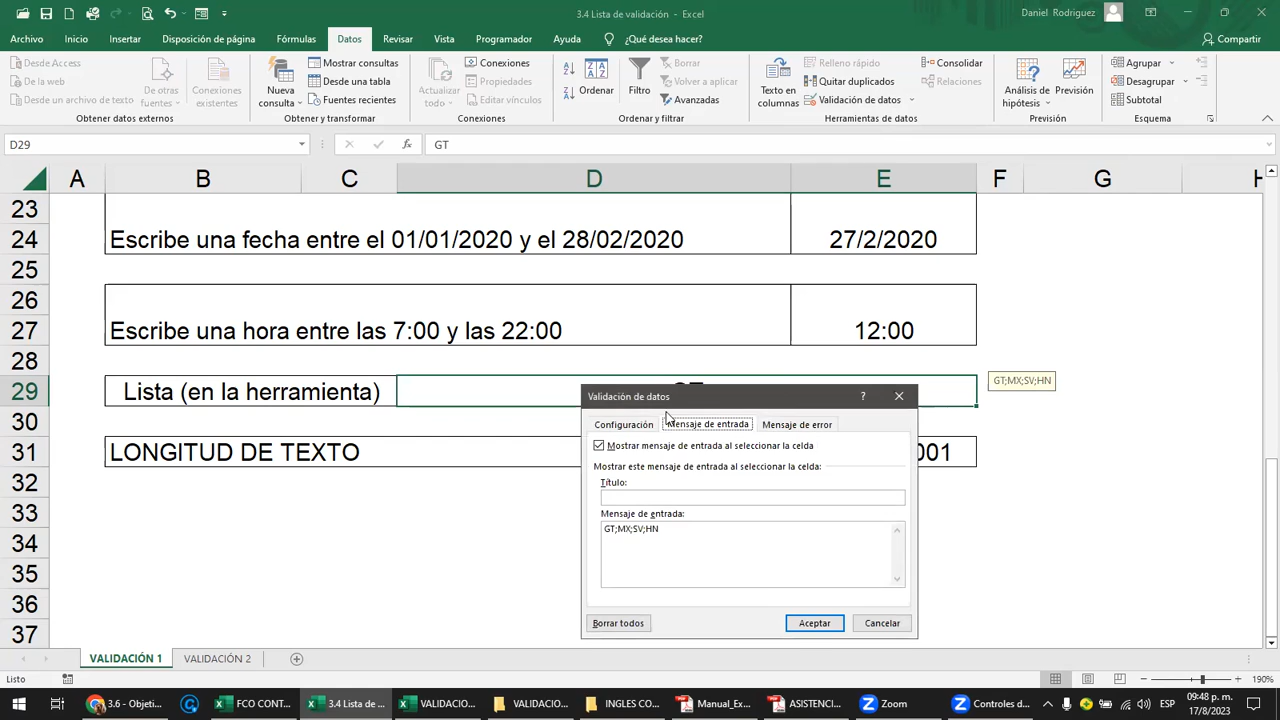 3.4 Lista de validación - Excel
Daniel Rodriguez
Archivo Inicio Insertar Disposición de página Fórmulas Datos Revisar Vista Programador Ayuda ¿Qué desea hacer? Compartir
Desde Access
De la web
Desde un archivo de texto
De otras fuentes
Conexiones existentes
Obtener datos externos
Nueva consulta
Mostrar consultas
Desde una tabla
Fuentes recientes
Obtener y transformar
Actualizar todo
Conexiones
Propiedades
Editar vínculos
Conexiones
Ordenar
Filtro
Borrar
Volver a aplicar
Avanzadas
Ordenar y filtrar
Texto en columnas
Relleno rápido
Quitar duplicados
Validación de datos
Consolidar
Relaciones
Herramientas de datos
Análisis de hipótesis
Previsión
Previsión
Agrupar
Desagrupar
Subtotal
Esquema
D29 GT
A B C D E F G H
23
24 Escribe una fecha entre el 01/01/2020 y el 28/02/2020 27/2/2020
25
26
27 Escribe una hora entre las 7:00 y las 22:00 12:00
28
29 Lista (en la herramienta)
GT;MX;SV;HN
30
31 LONGITUD DE TEXTO 001
32
33
34
35
36
37
Validación de datos
Configuración Mensaje de entrada Mensaje de error
Mostrar mensaje de entrada al seleccionar la celda
Mostrar este mensaje de entrada al seleccionar la celda:
Título:
Mensaje de entrada:
GT;MX;SV;HN
Borrar todos Aceptar Cancelar
VALIDACIÓN 1 VALIDACIÓN 2
Listo 190%
3.6 - Objeti... FCO CONT... 3.4 Lista de ... VALIDACIO... VALIDACIO... INGLES CO... Manual_Ex... ASISTENCI... Zoom Controles d... ESP
09:48 p. m.
17/8/2023